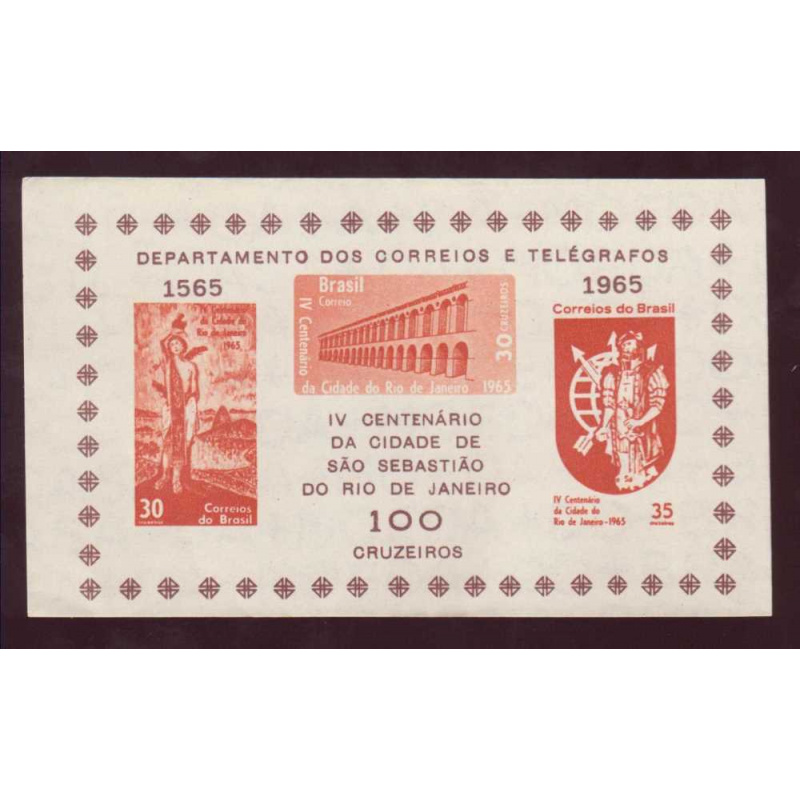 DEPARTAMENTO DOS CORREIOS E TELÉGRAFOS
1565
1965
IV Centenário
da Cidade do
Rio de Janeiro
1965
30
Correios
do Brasil
Brasil
Correio
IV Centenário
da Cidade do Rio de Janeiro 1965
30 CRUZEIROS
Correios do Brasil
IV Centenário
da Cidade do
Rio de Janeiro-1965
35
cruzeiros
IV CENTENÁRIO
DA CIDADE DE
SÃO SEBASTIÃO
DO RIO DE JANEIRO
100
CRUZEIROS